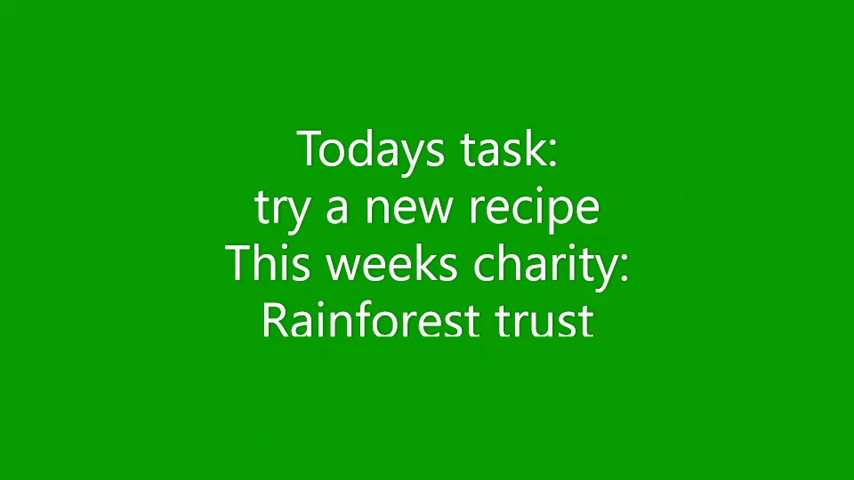 Todays task:
try a new recipe
This weeks charity:
Rainforest trust